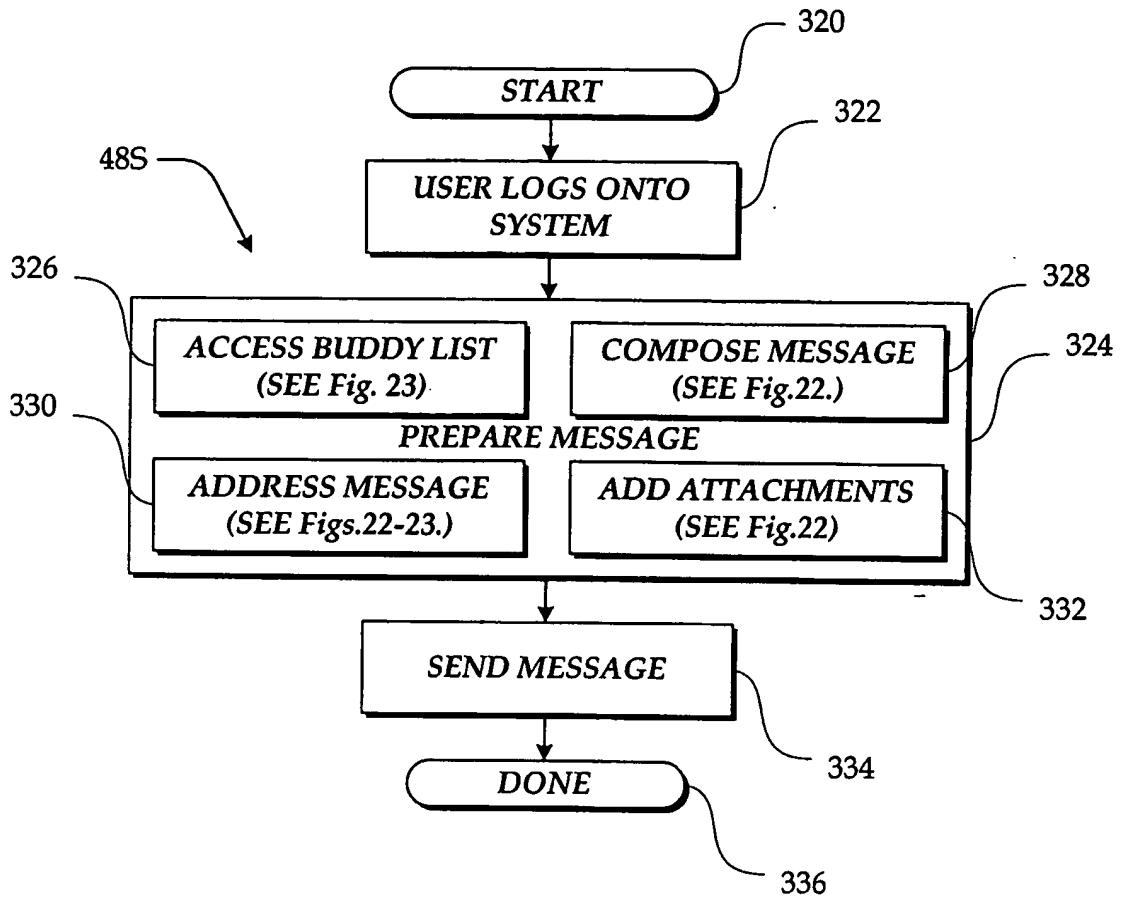 320
START
322
48S
USER LOGS ONTO
SYSTEM
326
328
ACCESS BUDDY LIST
(SEE Fig. 23)
COMPOSE MESSAGE
(SEE Fig.22.)
324
330
PREPARE MESSAGE
ADDRESS MESSAGE
(SEE Figs.22-23.)
ADD ATTACHMENTS
(SEE Fig.22)
332
SEND MESSAGE
334
DONE
336